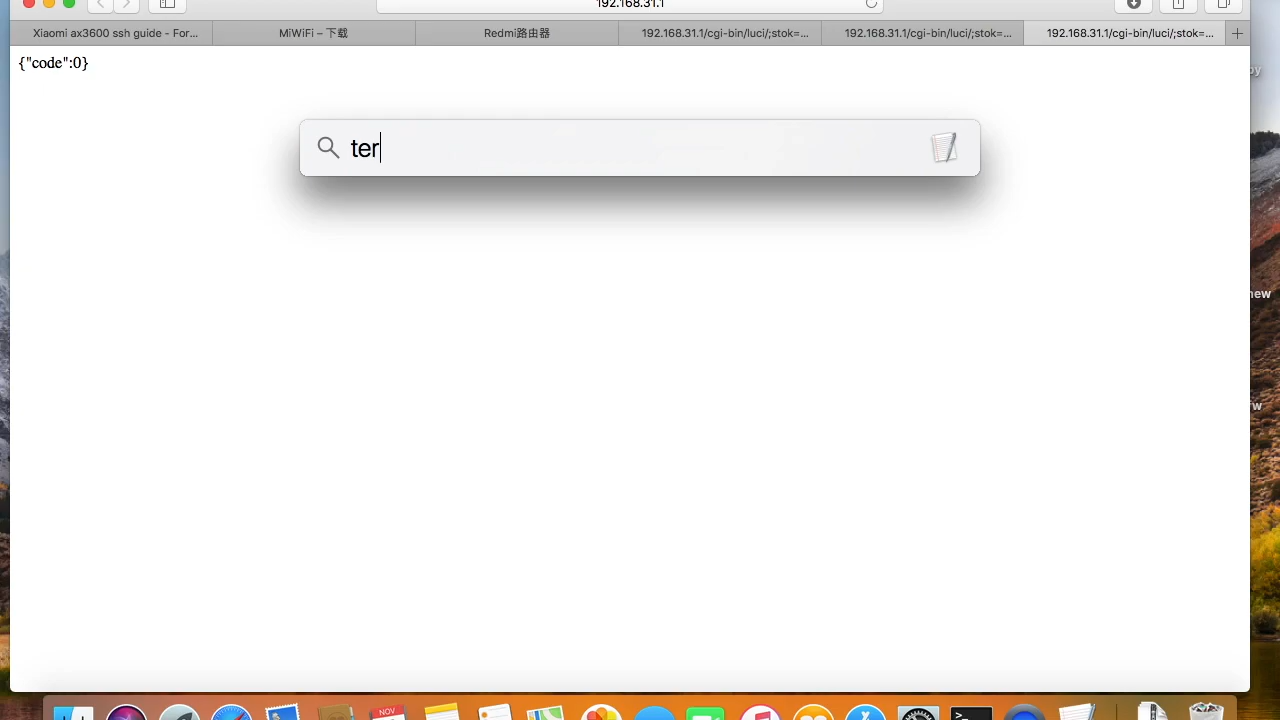 192.168.31.1
Xiaomi ax3600 ssh guide - For...
MiWiFi – 下载
Redmi路由器
192.168.31.1/cgi-bin/luci/;stok=...
192.168.31.1/cgi-bin/luci/;stok=...
192.168.31.1/cgi-bin/luci/;stok=...
{"code":0}
ter
NOV